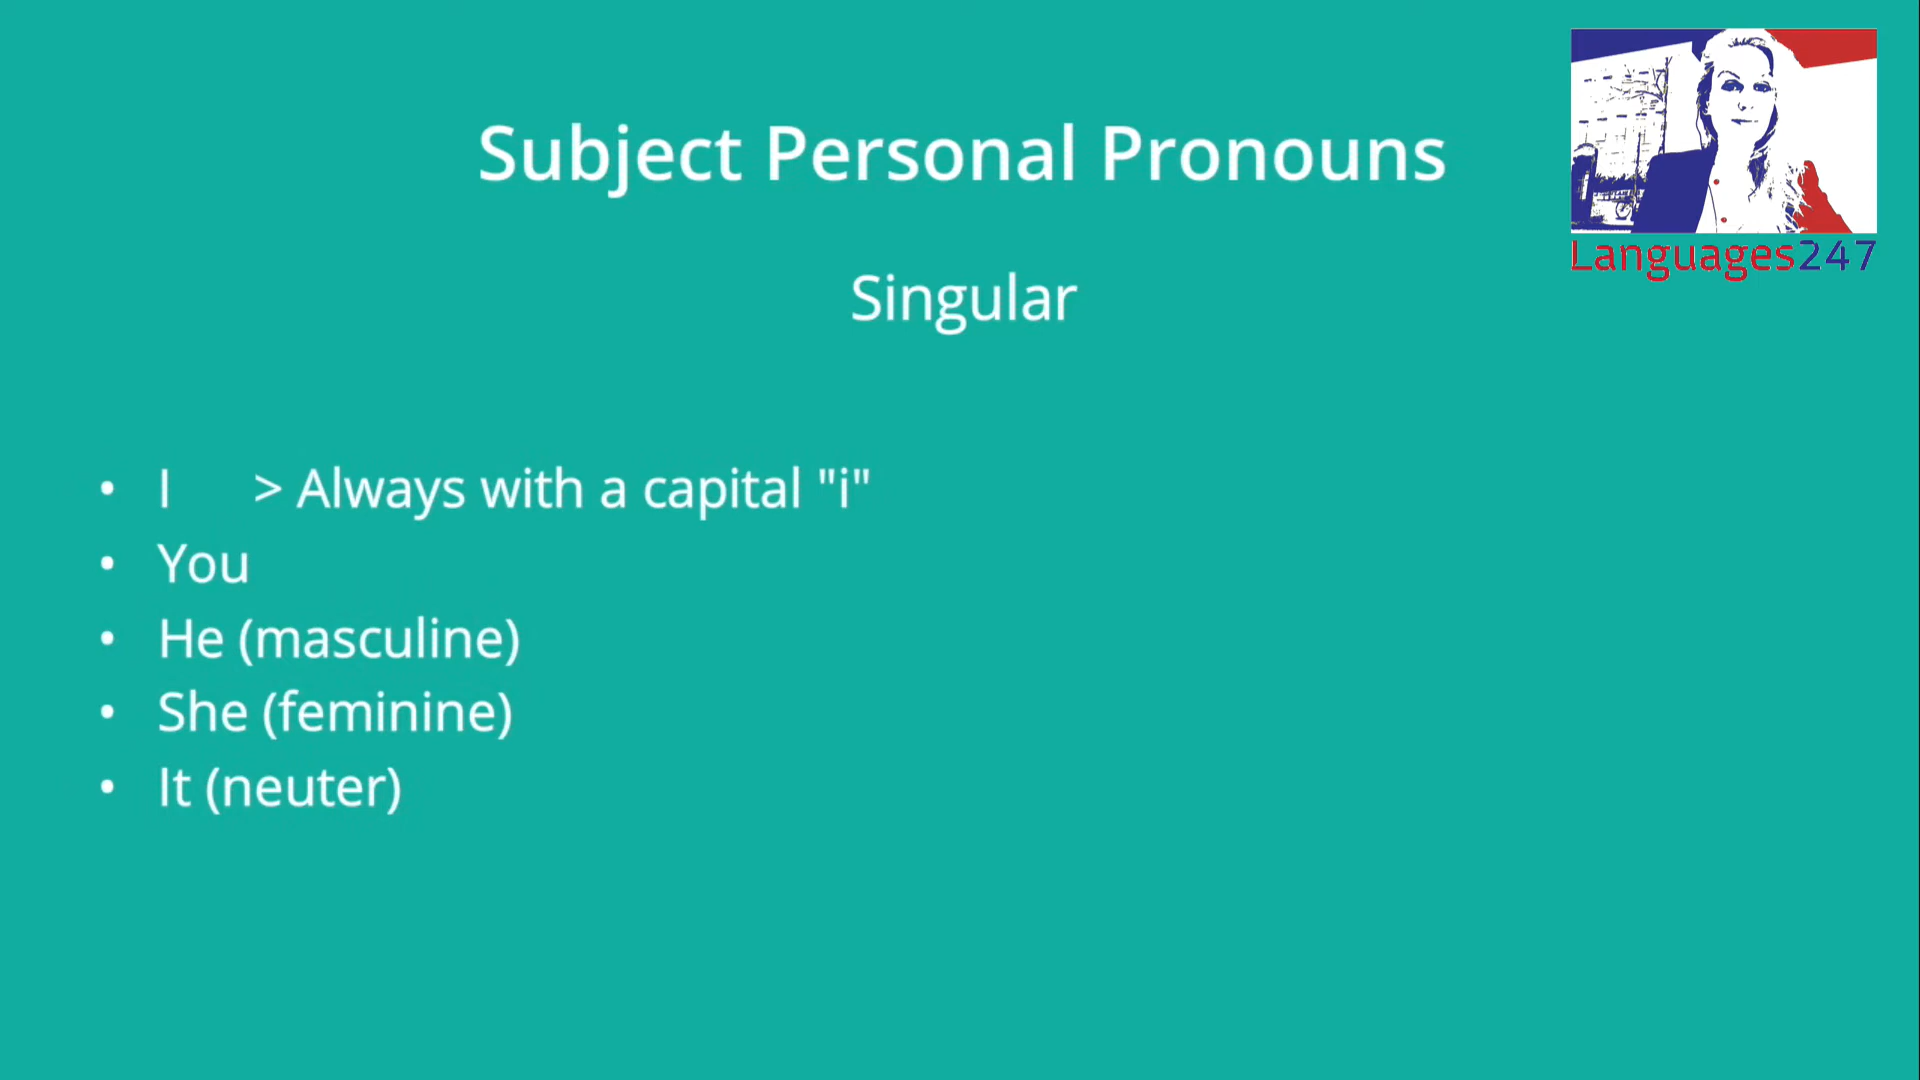 Subject Personal Pronouns
Languages247
Singular
• I > Always with a capital "i"
• You
• He (masculine)
• She (feminine)
• It (neuter)